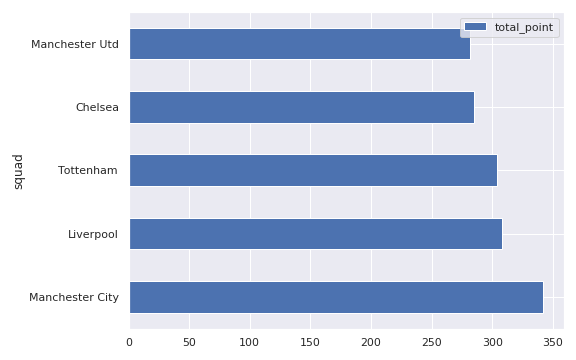 total_point
Manchester Utd
Chelsea
Tottenham
Liverpool
Manchester City
squad
0 50 100 150 200 250 300 350